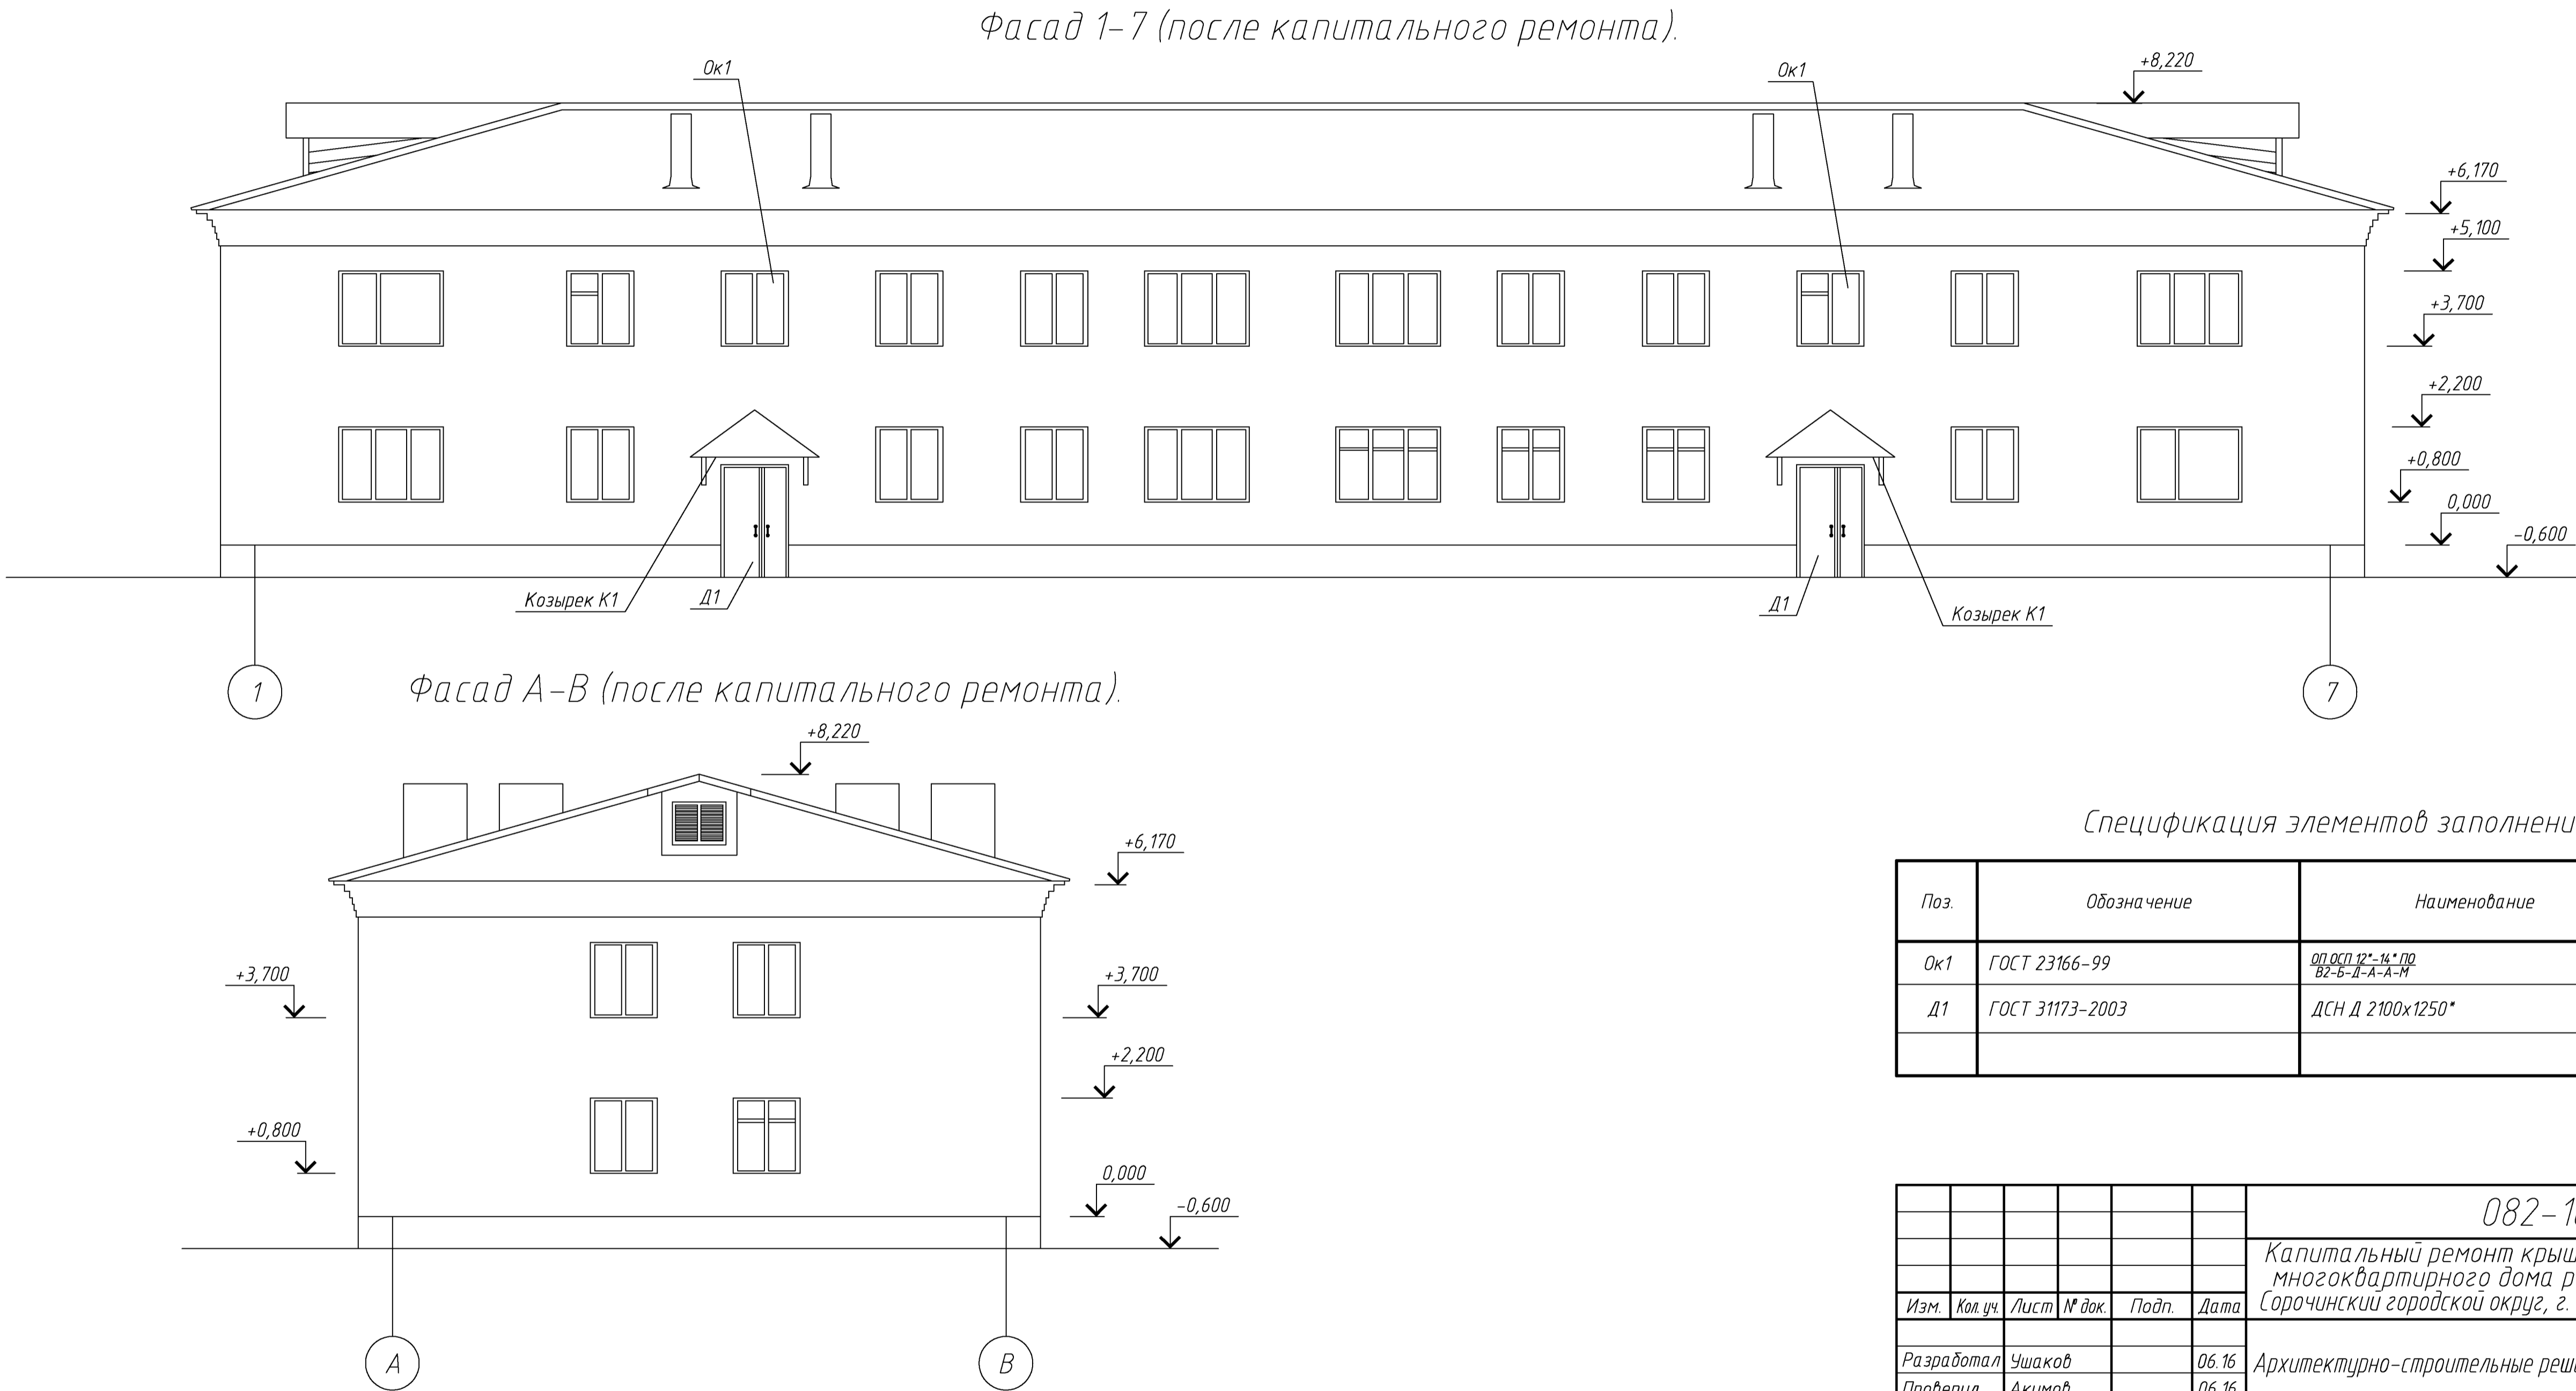 Фасад 1-7 (после капитального ремонта).
Ок1
Ок1
+8,220
+6,170
+5,100
+3,700
+2,200
+0,800
0,000
-0,600
Козырек К1
Д1
Д1
Козырек К1
1
7
Фасад А-В (после капитального ремонта).
+8,220
+6,170
+3,700
+3,700
+2,200
+0,800
0,000
-0,600
А
В
Спецификация элементов заполнени
Поз.
Обозначение
Наименование
Ок1
ГОСТ 23166-99
ОП ОСП 12*-14* ПО
В2-Б-Д-А-А-М
Д1
ГОСТ 31173-2003
ДСН Д 2100х1250*
082-1
Капитальный ремонт крыш
многоквартирного дома р
Сорочинский городской округ, г.
Изм. Кол. уч. Лист № док. Подп. Дата
Разработал Ушаков 06.16
Архитектурно-строительные реш
Проверил Акимов 06.16